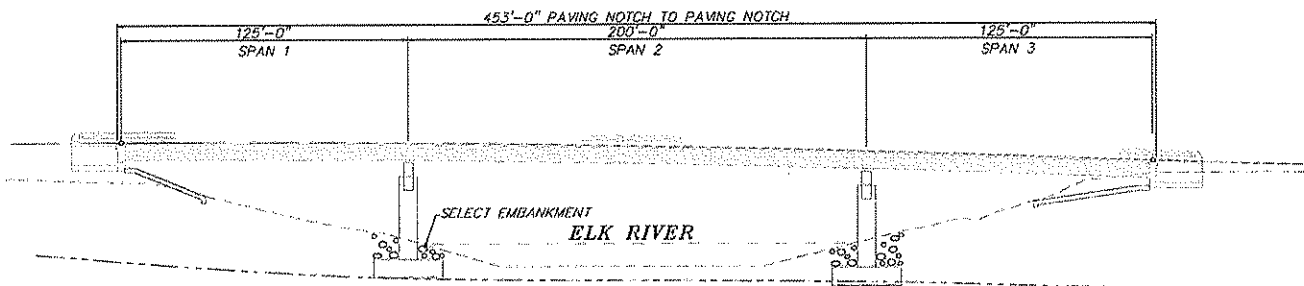 453'-0" PAVING NOTCH TO PAVING NOTCH
125'-0" 200'-0" 125'-0"
SPAN 1 SPAN 2 SPAN 3
SELECT EMBANKMENT
ELK RIVER